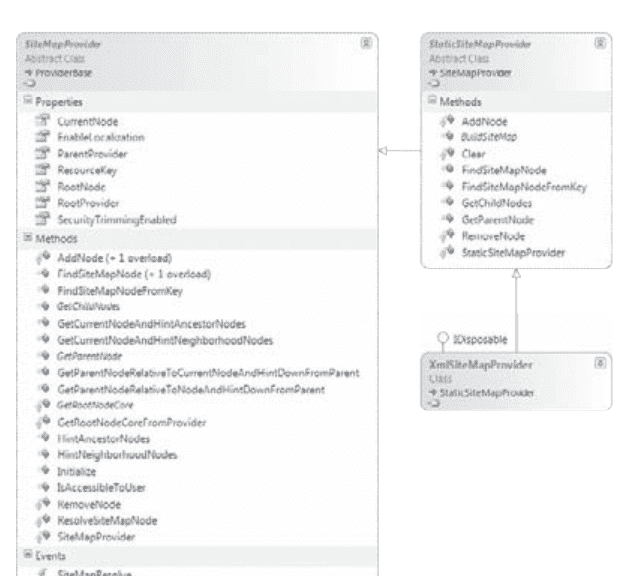 SiteMapProvider
Abstract Class
ProviderBase
Properties
CurrentNode
EnableLocalization
ParentProvider
ResourceKey
RootNode
RootProvider
SecurityTrimmingEnabled
Methods
AddNode (+ 1 overload)
FindSiteMapNode (+ 1 overload)
FindSiteMapNodeFromKey
GetChildNodes
GetCurrentNodeAndHintAncestorNodes
GetCurrentNodeAndHintNeighborhoodNodes
GetParentNode
GetParentNodeRelativeToCurrentNodeAndHintDownFromParent
GetParentNodeRelativeToNodeAndHintDownFromParent
GetRootNodeCore
GetRootNodeCoreFromProvider
HintAncestorNodes
HintNeighborhoodNodes
Initialize
IsAccessibleToUser
RemoveNode
ResolveSiteMapNode
SiteMapProvider
Events
SiteMapResolve
StaticSiteMapProvider
Abstract Class
SiteMapProvider
Methods
AddNode
BuildSiteMap
Clear
FindSiteMapNode
FindSiteMapNodeFromKey
GetChildNodes
GetParentNode
RemoveNode
StaticSiteMapProvider
IDisposable
XmlSiteMapProvider
Class
StaticSiteMapProvider